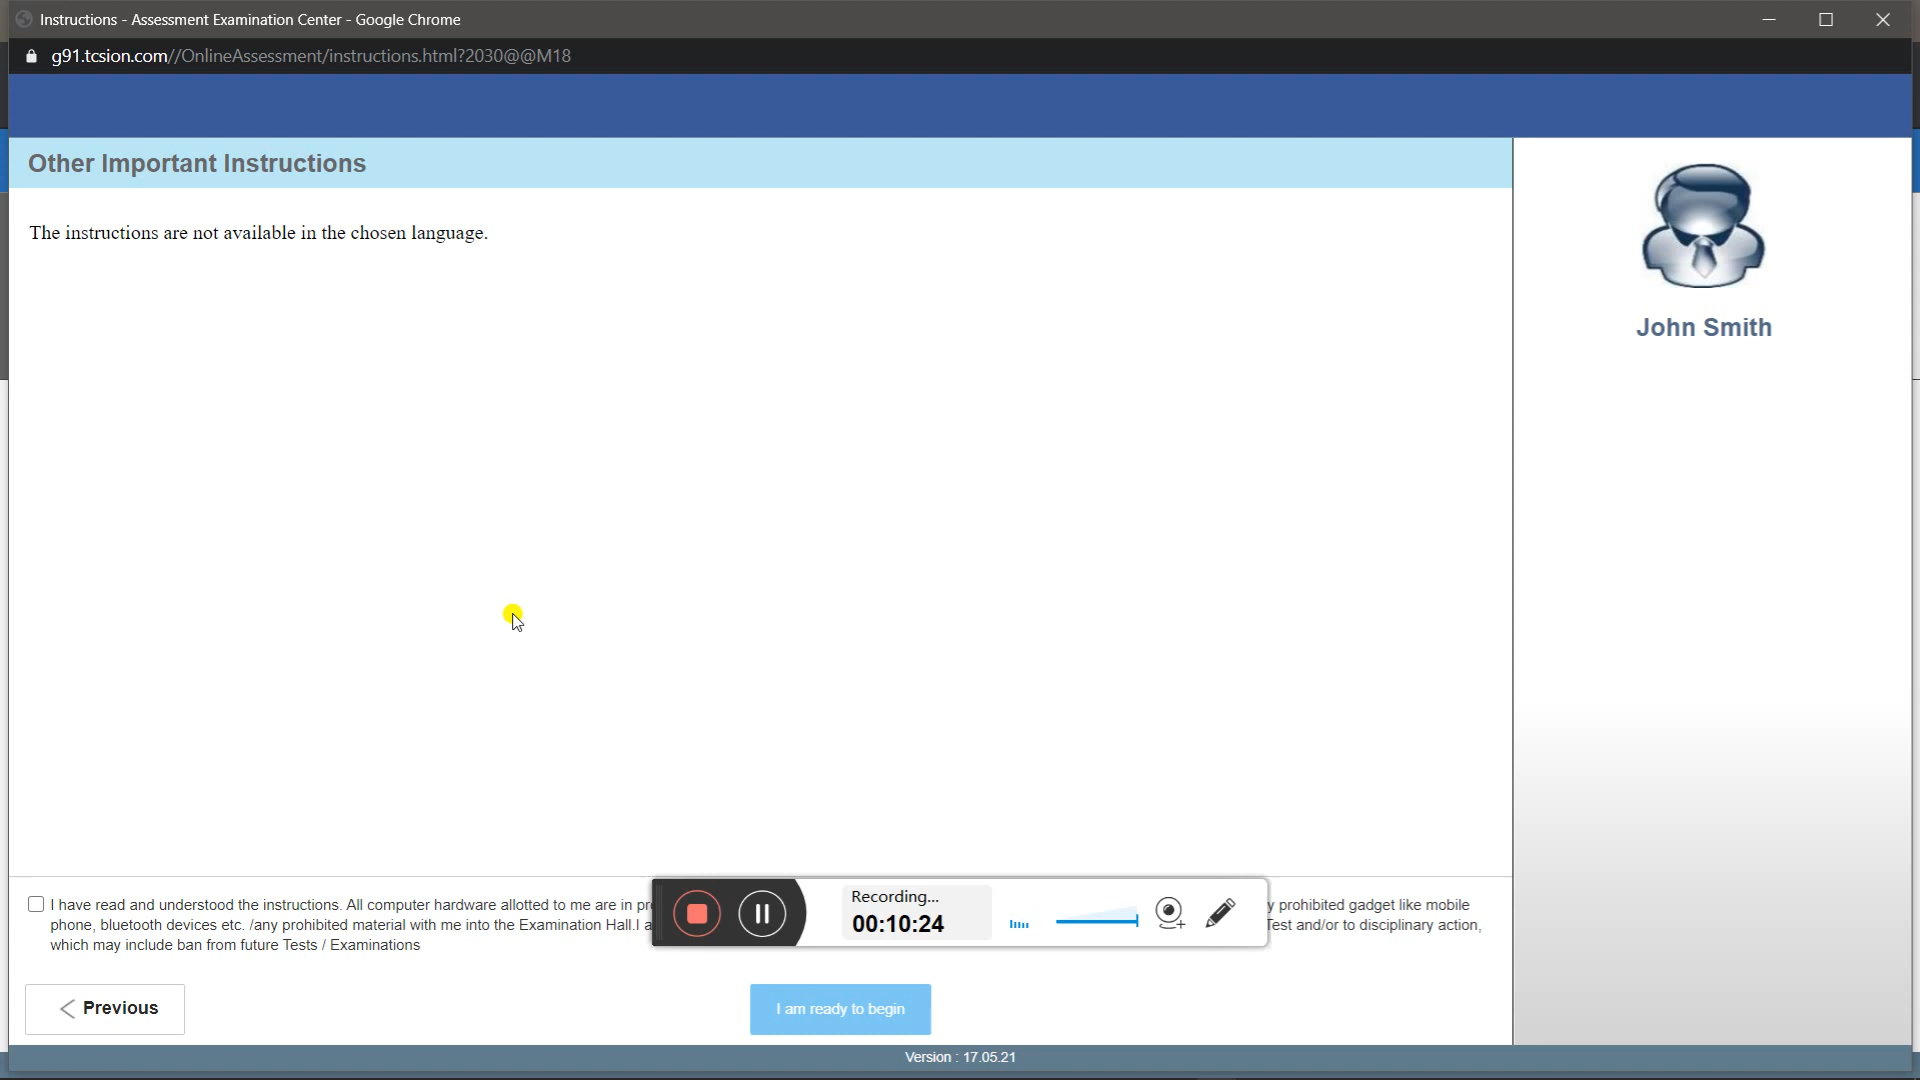 Instructions - Assessment Examination Center - Google Chrome
g91.tcsion.com//OnlineAssessment/instructions.html?2030@@M18
Other Important Instructions
The instructions are not available in the chosen language.
John Smith
I have read and understood the instructions. All computer hardware allotted to me are in
prohibited gadget like mobile
phone, bluetooth devices etc. /any prohibited material with me into the Examination Hall.I
Test and/or to disciplinary action,
which may include ban from future Tests / Examinations
Recording...
00:10:24
Previous
I am ready to begin
Version : 17.05.21